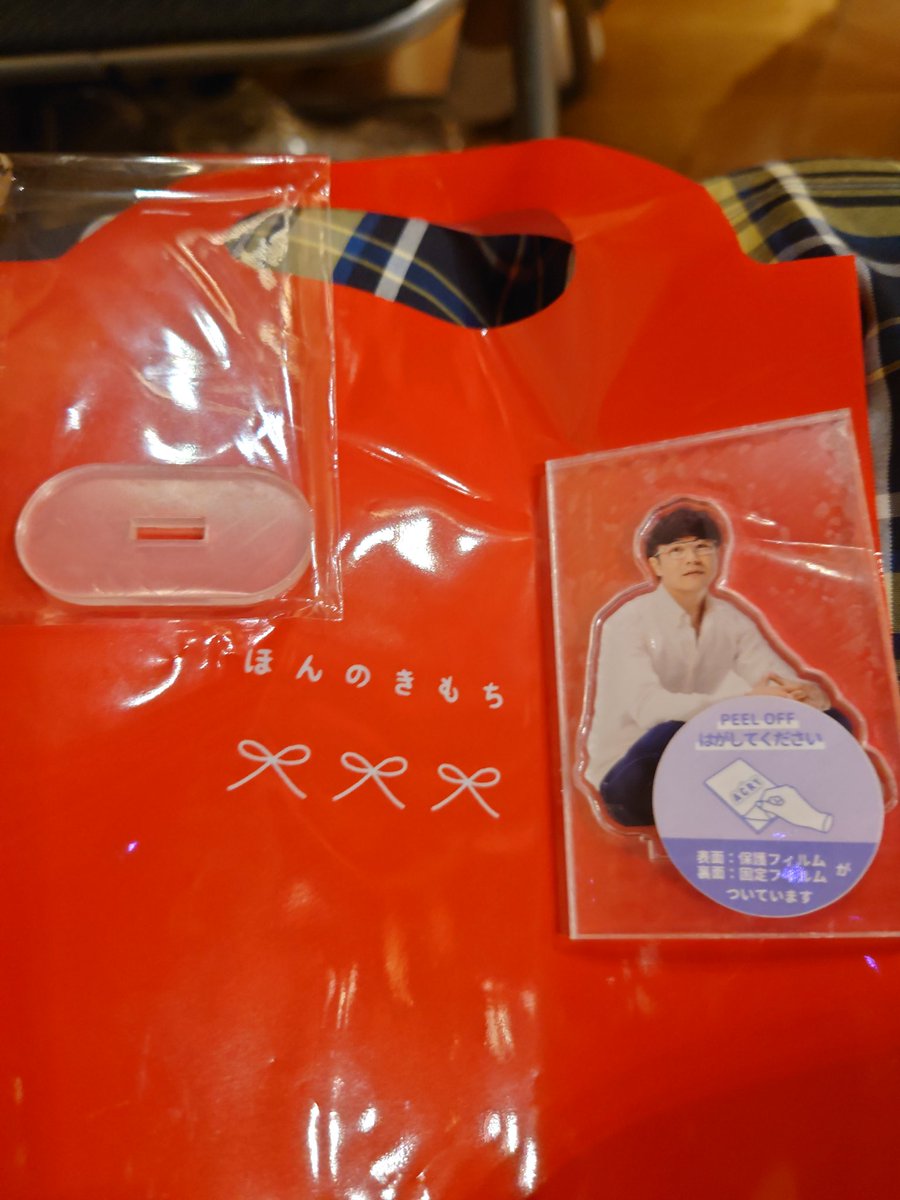 ほんのきもち
PEEL OFF
はがしてください
ACRY
表面：保護フィルム
裏面：固定フィルム
が
ついています